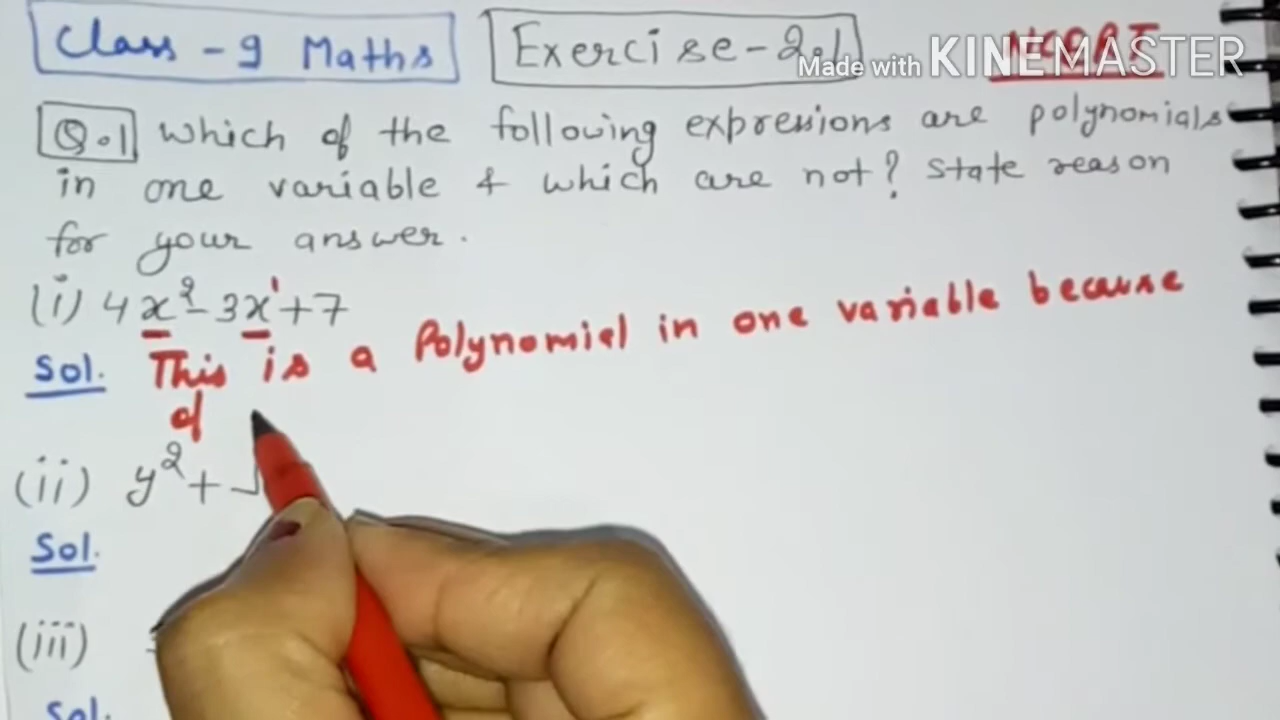 Class - 9 Maths Exercise - 2.1
Made with KINEMASTER
Q.1 which of the following expressions are polynomials
in one variable & which are not? State reason
for your answer.
(i) 4x² - 3x¹ + 7
Sol. This is a Polynomial in one variable because
of
(ii) y² + √
Sol.
(iii)
Sol.